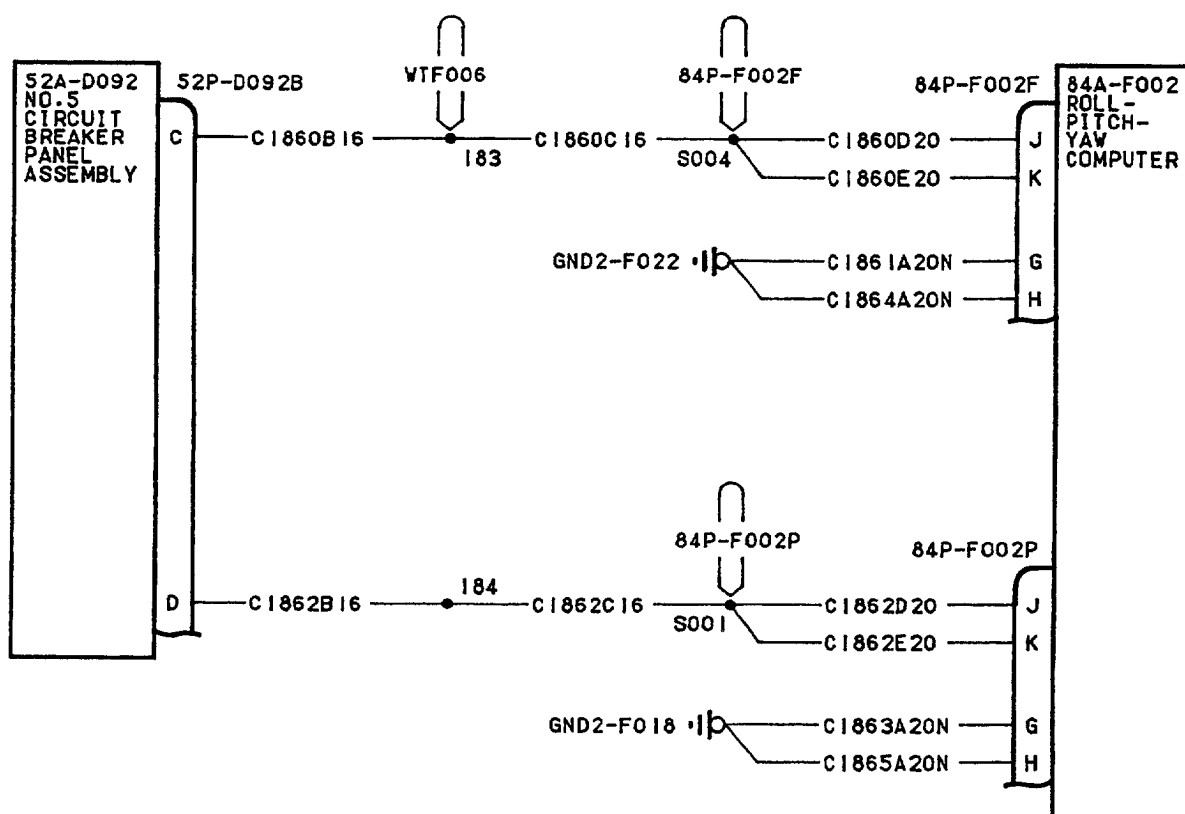 52A-D092
NO.5
CIRCUIT
BREAKER
PANEL
ASSEMBLY
52P-D092B
WTF006
84P-F002F
84P-F002F
84A-F002
ROLL-
PITCH-
YAW
COMPUTER
C
C1860B16
183
C1860C16
S004
C1860D20
J
C1860E20
K
GND2-F022
C1861A20N
G
C1864A20N
H
84P-F002P
84P-F002P
D
C1862B16
184
C1862C16
S001
C1862D20
J
C1862E20
K
GND2-F018
C1863A20N
G
C1865A20N
H